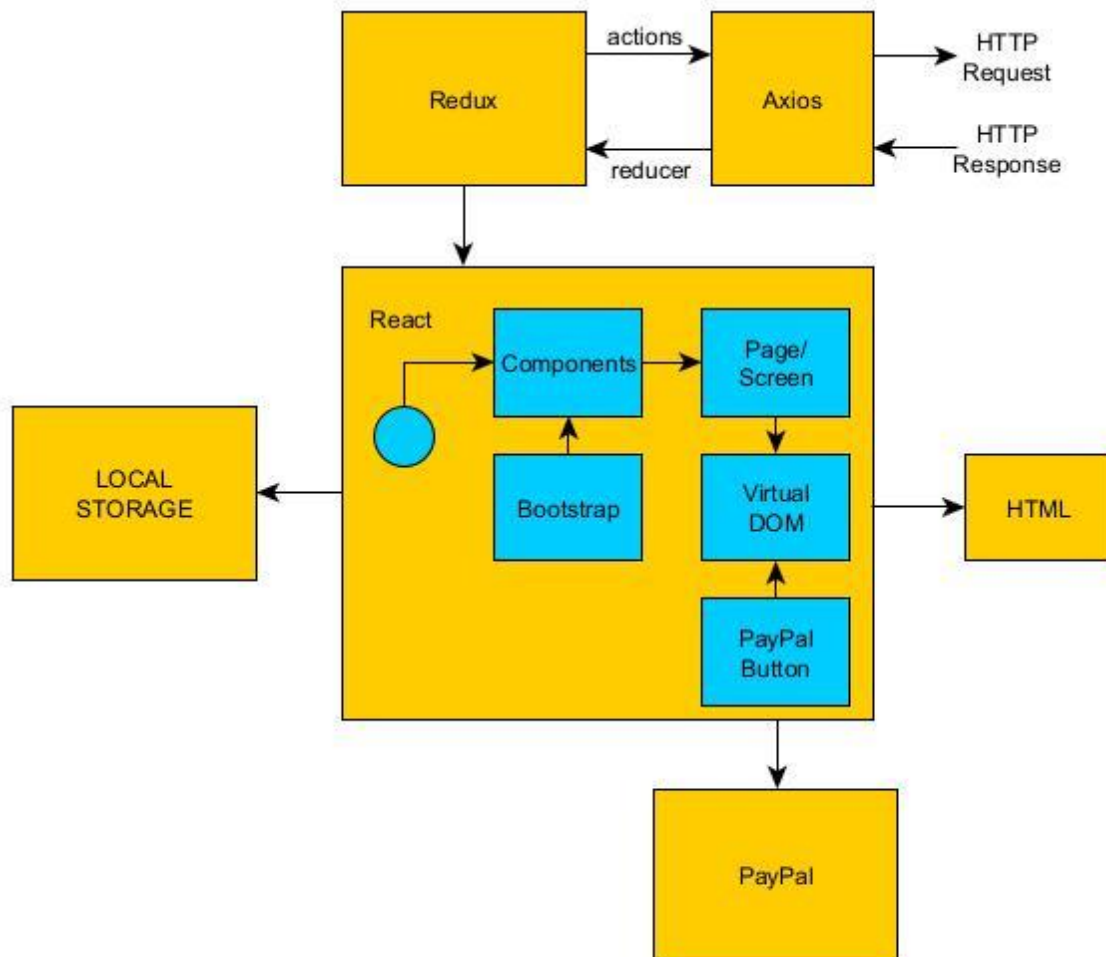 actions
HTTP
Request
Redux
Axios
HTTP
Response
reducer
React
Components
Page/
Screen
LOCAL
STORAGE
Bootstrap
Virtual
DOM
HTML
PayPal
Button
PayPal